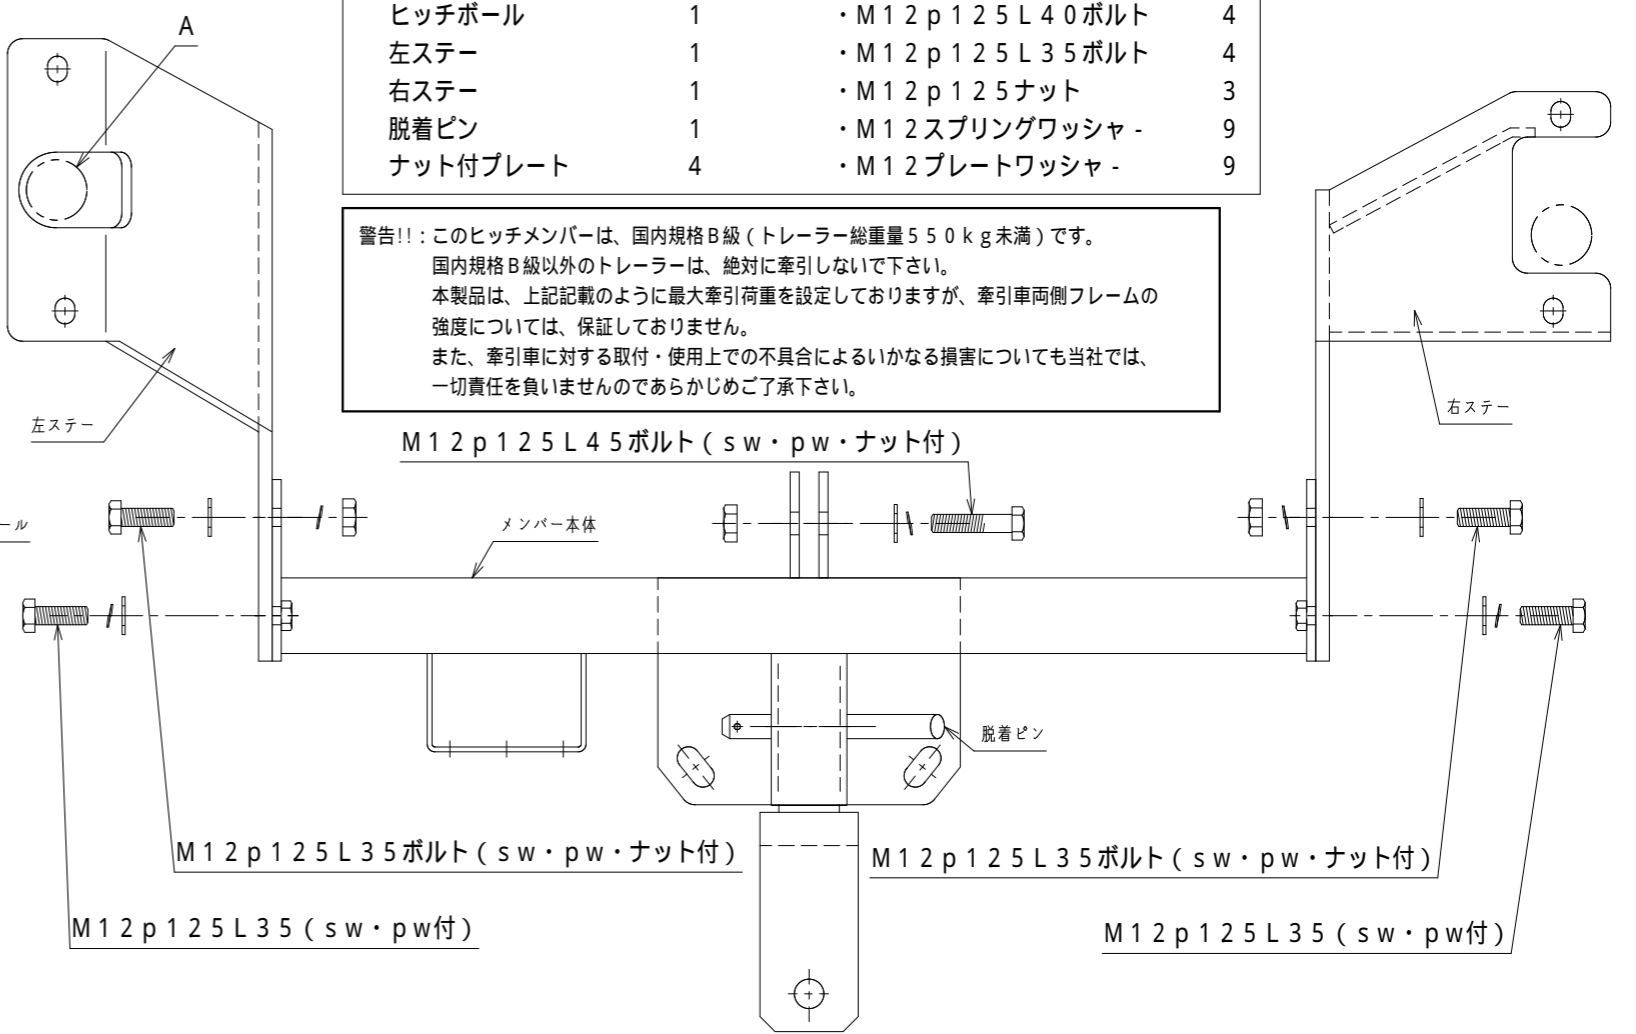 A
ヒッチボール 1 ・M12p125L40ボルト 4
左ステー 1 ・M12p125L35ボルト 4
右ステー 1 ・M12p125ナット 3
脱着ピン 1 ・M12スプリングワッシャ- 9
ナット付プレート 4 ・M12プレートワッシャ- 9
警告!!:このヒッチメンバーは、国内規格B級(トレーラー総重量550kg未満)です。
国内規格B級以外のトレーラーは、絶対に牽引しないで下さい。
本製品は、上記記載のように最大牽引荷重を設定しておりますが、牽引車両側フレームの
強度については、保証しておりません。
また、牽引車に対する取付・使用上での不具合によるいかなる損害についても当社では、
一切責任を負いませんのであらかじめご了承下さい。
左ステー
右ステー
M12p125L45ボルト(sw・pw・ナット付)
ール
メンバー本体
脱着ピン
M12p125L35ボルト(sw・pw・ナット付)
M12p125L35ボルト(sw・pw・ナット付)
M12p125L35(sw・pw付)
M12p125L35(sw・pw付)